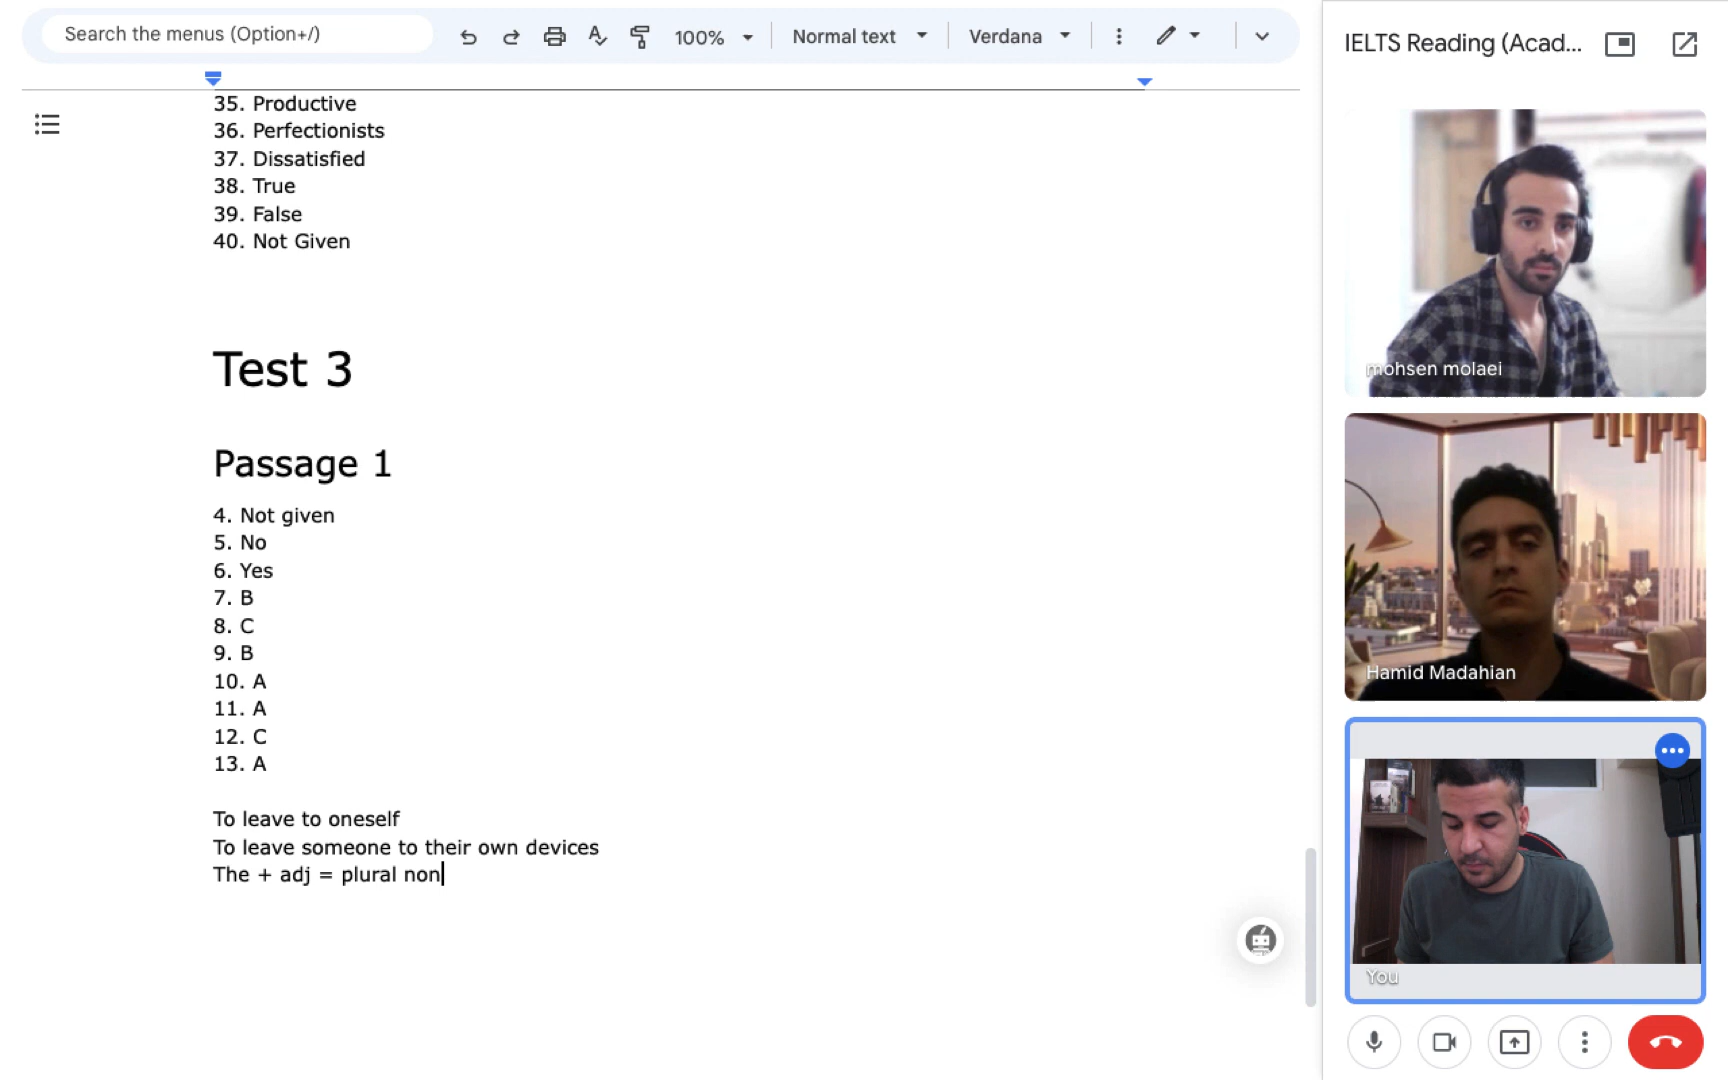 Search the menus (Option+/)
100%
Normal text
Verdana
IELTS Reading (Acad...
35. Productive
36. Perfectionists
37. Dissatisfied
38. True
39. False
40. Not Given
Test 3
Passage 1
4. Not given
5. No
6. Yes
7. B
8. C
9. B
10. A
11. A
12. C
13. A
To leave to oneself
To leave someone to their own devices
The + adj = plural non
mohsen molaei
Hamid Madahian
You